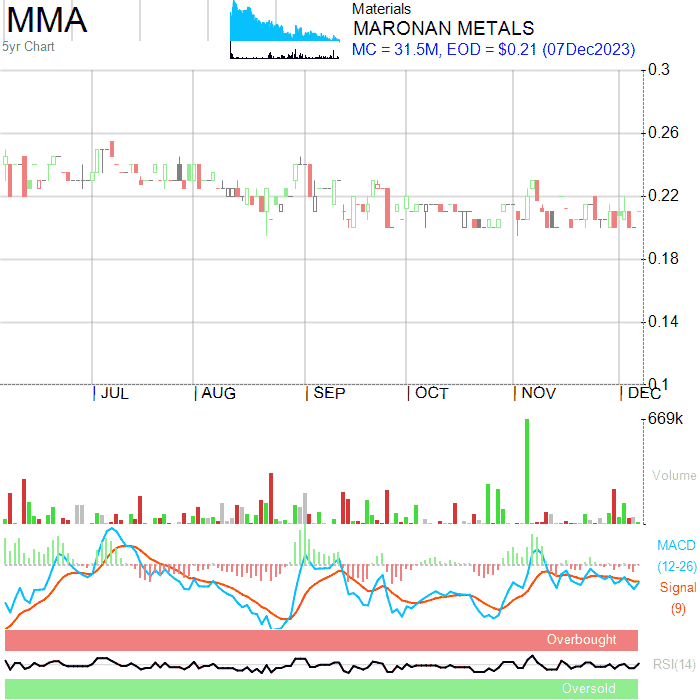 MMA
5yr Chart
Materials
MARONAN METALS
MC = 31.5M, EOD = $0.21 (07Dec2023)
0.3
0.26
0.22
0.18
0.14
0.1
JUL
AUG
SEP
OCT
NOV
DEC
669k
Volume
MACD
(12-26)
Signal
(9)
Overbought
RSI(14)
Oversold